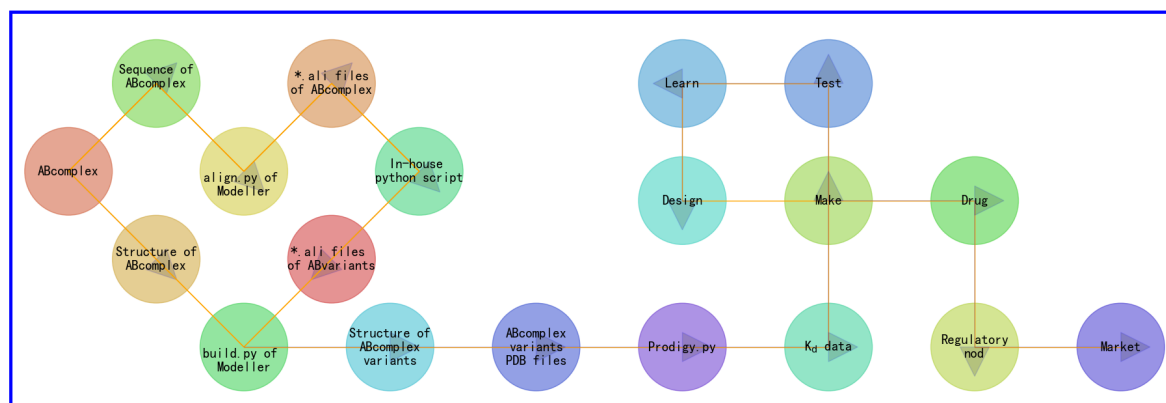 Sequence of
ABcomplex
*.ali files
of ABcomplex
Learn
Test
ABcomplex
align.py of
Modeller
In-house
python script
Design
Make
Drug
Structure of
ABcomplex
*.ali files
of ABvariants
build.py of
Modeller
Structure of
ABcomplex
variants
ABcomplex
variants
PDB files
Prodigy.py
Kd data
Regulatory
nod
Market